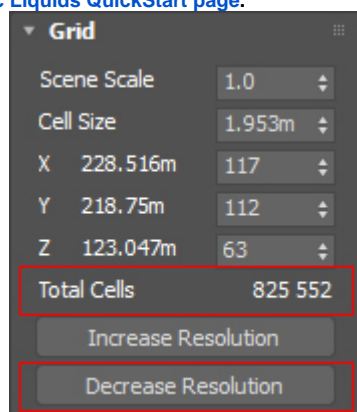 Liquids QuickStart page.
Grid
Scene Scale 1.0
Cell Size 1.953m
X 228.516m 117
Y 218.75m 112
Z 123.047m 63
Total Cells 825 552
Increase Resolution
Decrease Resolution